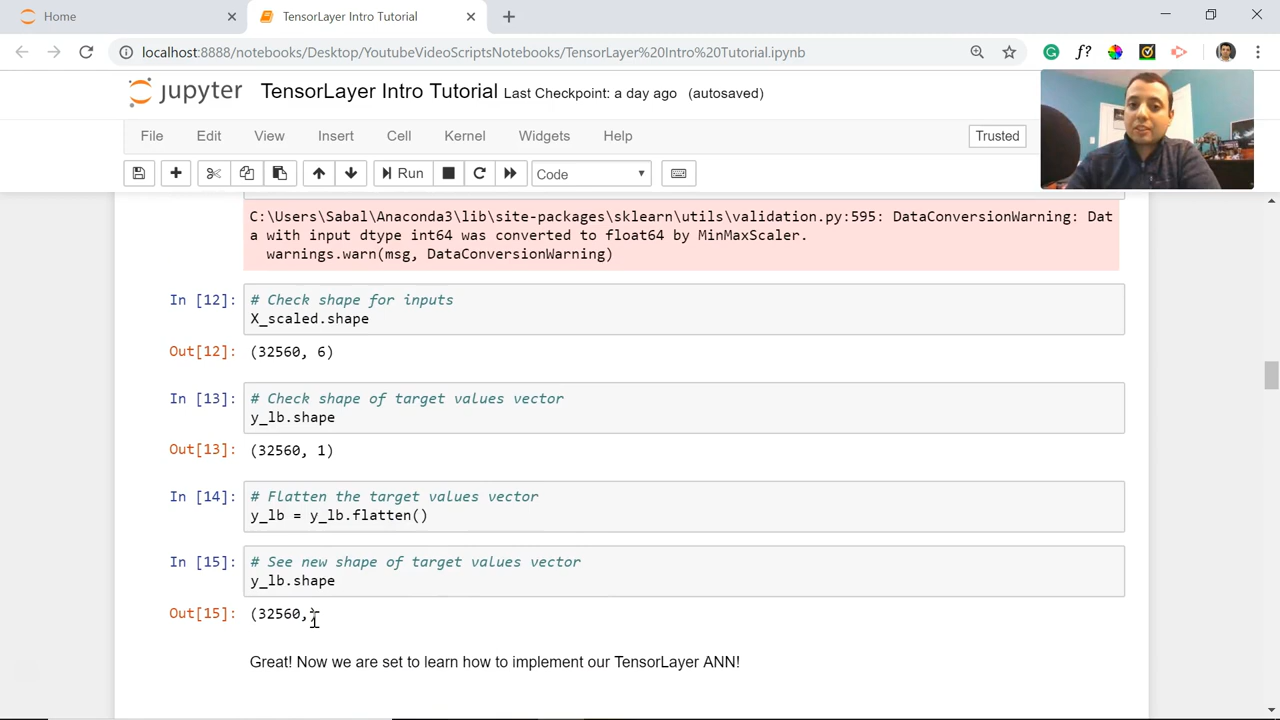 Home
TensorLayer Intro Tutorial
localhost:8888/notebooks/Desktop/YoutubeVideoScriptsNotebooks/TensorLayer%20Intro%20Tutorial.ipynb
f?
jupyter TensorLayer Intro Tutorial Last Checkpoint: a day ago (autosaved)
File Edit View Insert Cell Kernel Widgets Help Trusted
Run Code
C:\Users\Sabal\Anaconda3\lib\site-packages\sklearn\utils\validation.py:595: DataConversionWarning: Dat
a with input dtype int64 was converted to float64 by MinMaxScaler.
warnings.warn(msg, DataConversionWarning)
In [12]: # Check shape for inputs
X_scaled.shape
Out[12]: (32560, 6)
In [13]: # Check shape of target values vector
y_lb.shape
Out[13]: (32560, 1)
In [14]: # Flatten the target values vector
y_lb = y_lb.flatten()
In [15]: # See new shape of target values vector
y_lb.shape
Out[15]: (32560,)
Great! Now we are set to learn how to implement our TensorLayer ANN!